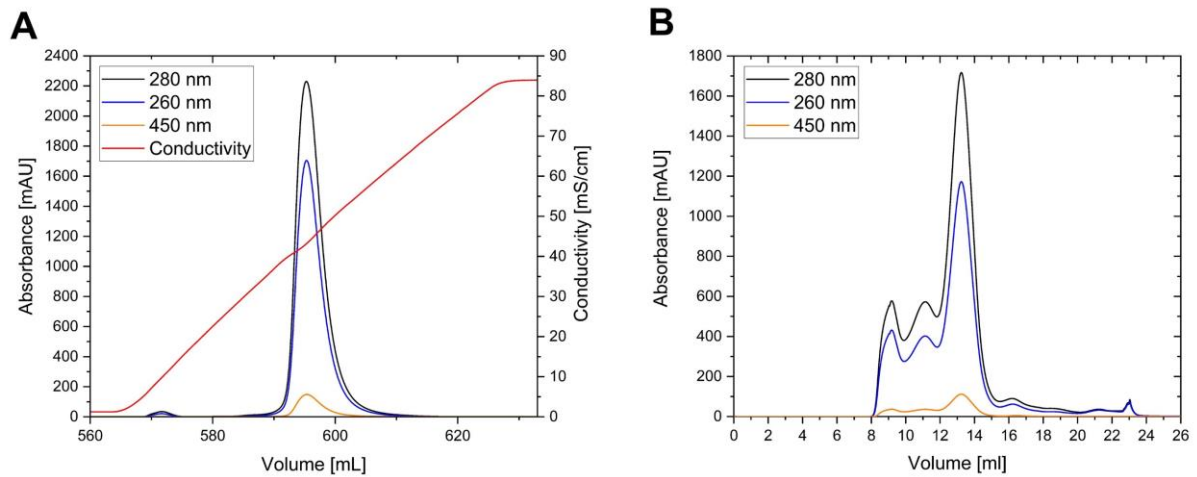 A
2400
2200
2000
1800
1600
1400
1200
1000
800
600
400
200
0
Absorbance [mAU]
280 nm
260 nm
450 nm
Conductivity
90
80
70
60
50
40
30
20
10
0
Conductivity [mS/cm]
560
580
600
620
Volume [mL]
B
1800
1600
1400
1200
1000
800
600
400
200
0
Absorbance [mAU]
280 nm
260 nm
450 nm
0 2 4 6 8 10 12 14 16 18 20 22 24 26
Volume [ml]